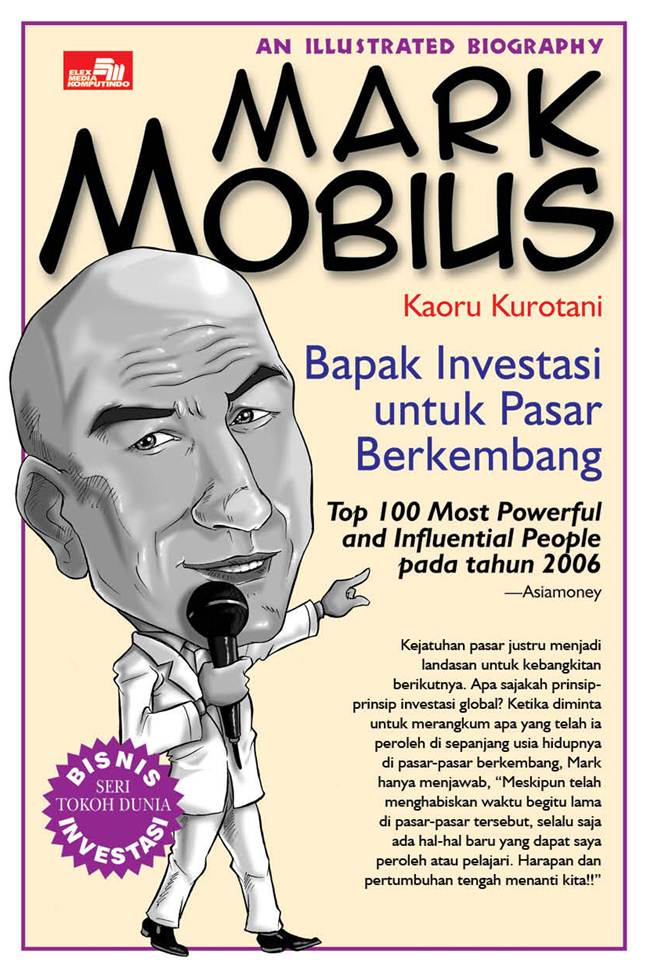 AN ILLUSTRATED BIOGRAPHY
ELEX
MEDIA
KOMPUTINDO
MARK
MOBIUS
Kaoru Kurotani
Bapak Investasi
untuk Pasar
Berkembang
Top 100 Most Powerful
and Influential People
pada tahun 2006
—Asiamoney
Kejatuhan pasar justru menjadi
landasan untuk kebangkitan
berikutnya. Apa sajakah prinsip-
prinsip investasi global? Ketika diminta
untuk merangkum apa yang telah ia
peroleh di sepanjang usia hidupnya
di pasar-pasar berkembang, Mark
hanya menjawab, “Meskipun telah
menghabiskan waktu begitu lama
di pasar-pasar tersebut, selalu saja
ada hal-hal baru yang dapat saya
peroleh atau pelajari. Harapan dan
pertumbuhan tengah menanti kita!!”
BISNIS
SERI
TOKOH DUNIA
INVESTASI